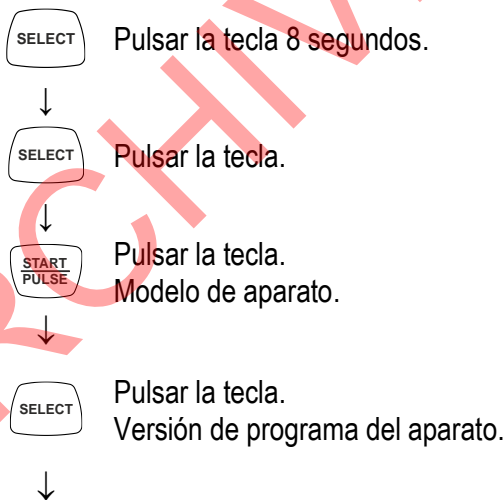 SELECT
Pulsar la tecla 8 segundos.
↓
SELECT
Pulsar la tecla.
↓
START
PULSE
Pulsar la tecla.
Modelo de aparato.
↓
SELECT
Pulsar la tecla.
Versión de programa del aparato.
↓